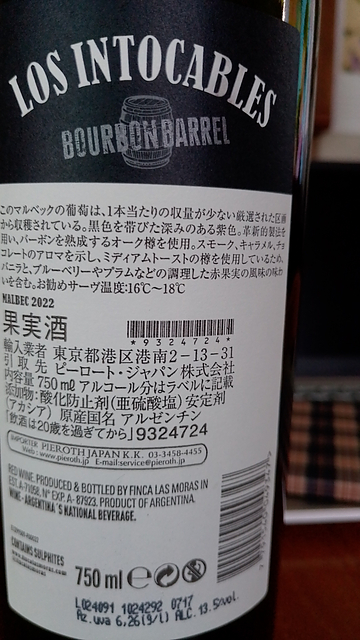 LOS INTOCABLES
BOURBON BARREL
このマルベックの葡萄は、1本当たりの収量が少ない厳選された区画
から収穫されている。黒色を帯びた深みのある紫色。革新的製法を
用い、バーボンを熟成するオーク樽を使用。スモーク、キャラメル、チョ
コレートのアロマを示し、ミディアムトーストの樽を使用しているため、
バニラと、ブルーベリーやプラムなどの調理した赤果実の風味の味わ
いを含む。お勧めサーヴ温度:16℃〜18℃
MALBEC 2022
果実酒
*9324724*
輸入業者 東京都港区港南2-13-31
引取先 ピーロート・ジャパン株式会社
内容量 750㎖ アルコール分はラベルに記載
添加物:酸化防止剤(亜硫酸塩)安定剤
(アカシア) 原産国名 アルゼンチン
「飲酒は20歳を過ぎてから」9324724
IMPORTER PIEROTH JAPAN K.K. 03-3458-4455
Web : www.pieroth.jp E-mail:service@pieroth.jp
RED WINE. PRODUCED & BOTTLED BY FINCA LAS MORAS IN
EST. A-71058. Nº EXP. A- 87323. PRODUCT OF ARGENTINA.
WINE - ARGENTINA'S NATIONAL BEVERAGE.
CONTAINS SULPHITES
750 ml ℮
L024091 1024292 0717
Az.uva 6,26(g/l) ALC. 13.5%vol.